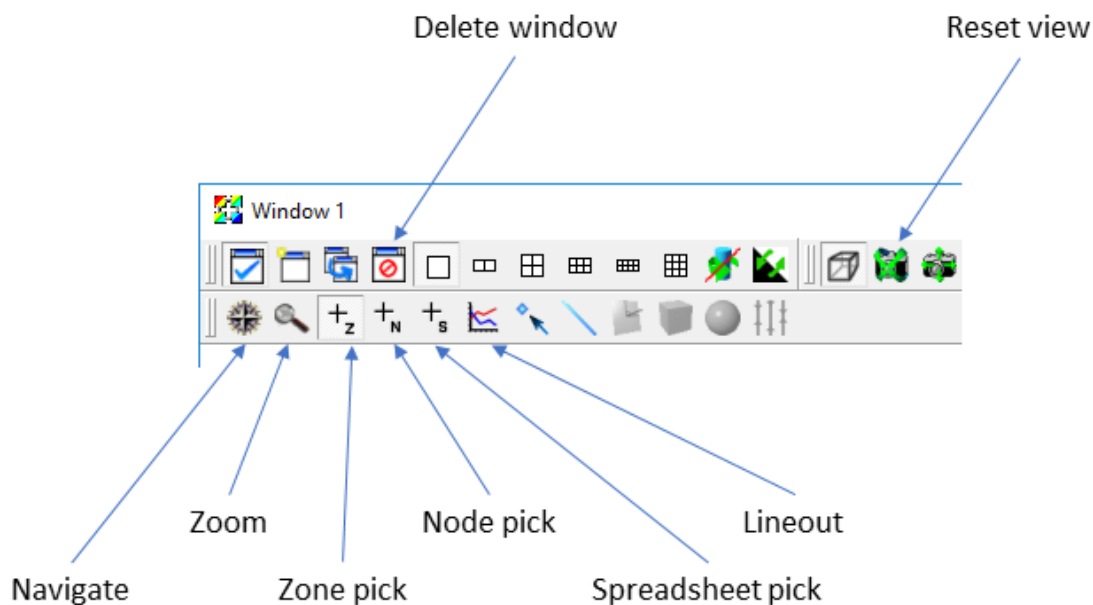 Delete window
Reset view
Window 1
Z
N
S
Zoom
Node pick
Lineout
Navigate
Zone pick
Spreadsheet pick